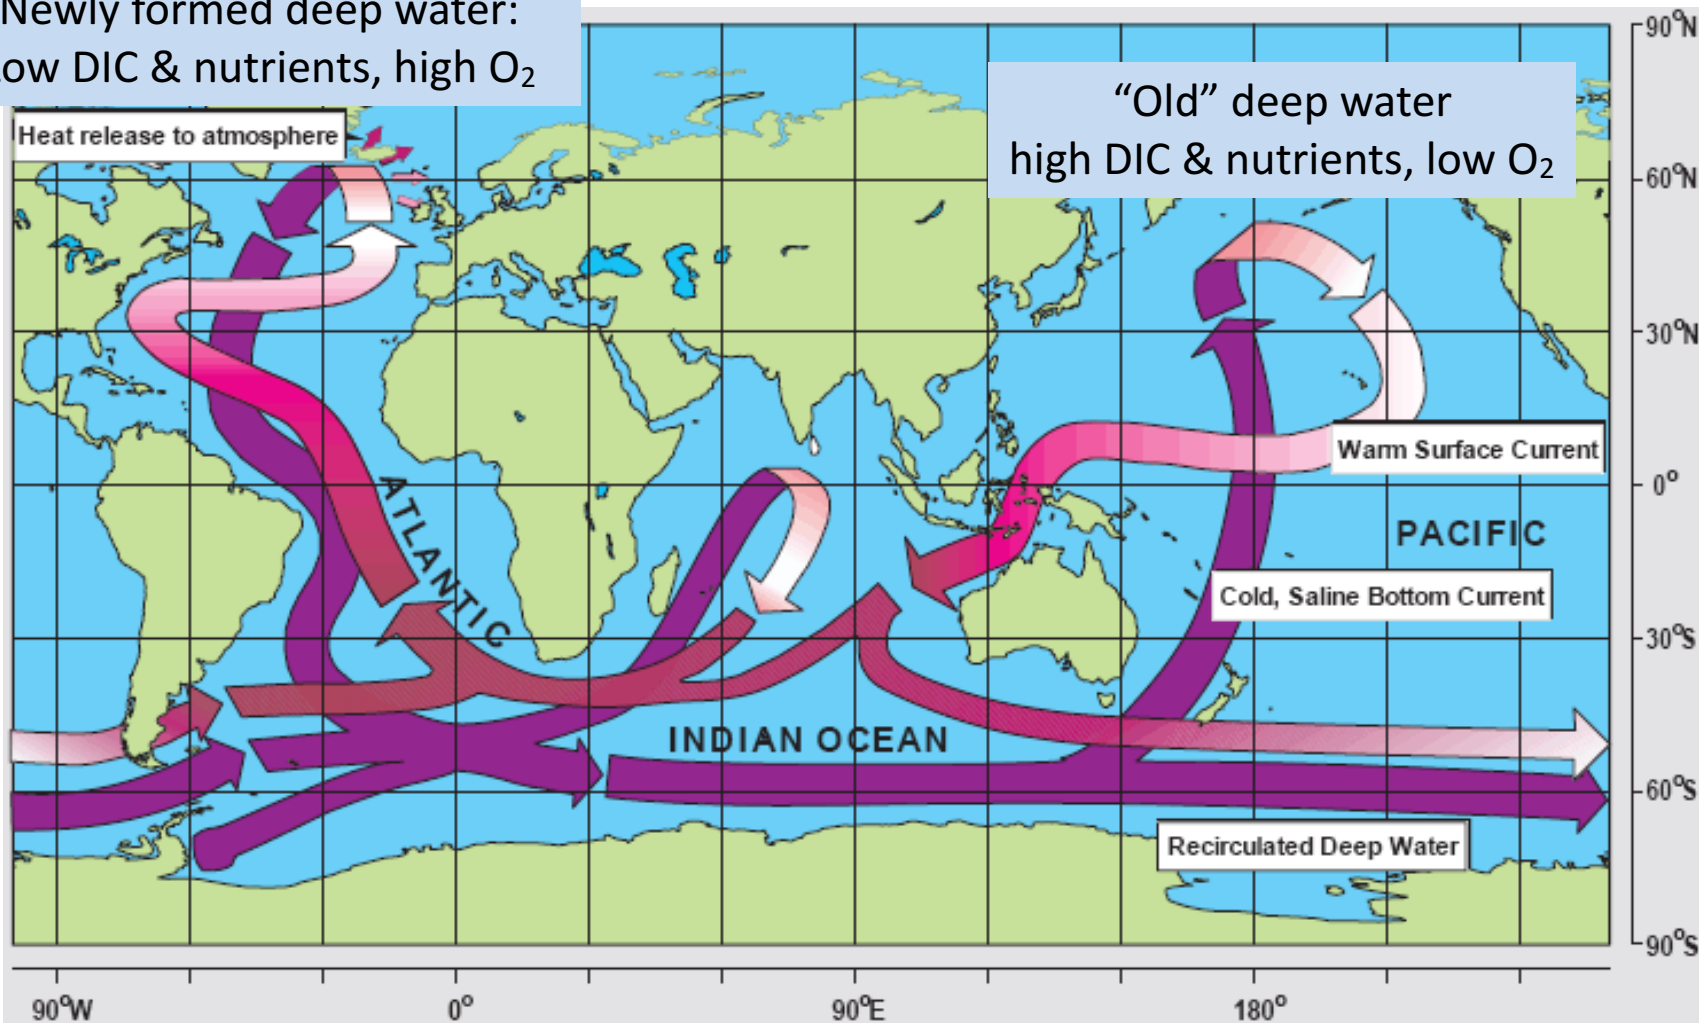 Newly formed deep water:
low DIC & nutrients, high O₂
“Old” deep water
high DIC & nutrients, low O₂
Heat release to atmosphere
Warm Surface Current
ATLANTIC
PACIFIC
Cold, Saline Bottom Current
INDIAN OCEAN
Recirculated Deep Water
90°N
60°N
30°N
0°
30°S
60°S
90°S
90°W
0°
90°E
180°